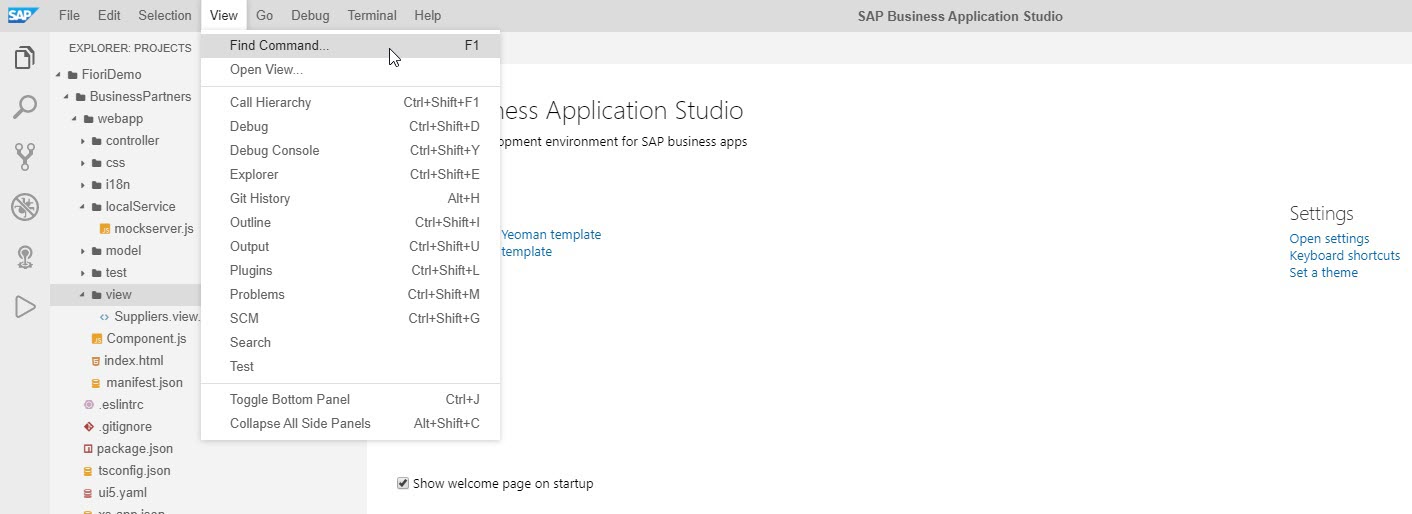 SAP File Edit Selection View Go Debug Terminal Help SAP Business Application Studio
EXPLORER: PROJECTS
FioriDemo
BusinessPartners
webapp
controller
css
i18n
localService
mockserver.js
model
test
view
Suppliers.view.
Component.js
index.html
manifest.json
.eslintrc
.gitignore
package.json
tsconfig.json
ui5.yaml
Find Command... F1
Open View...
Call Hierarchy Ctrl+Shift+F1
Debug Ctrl+Shift+D
Debug Console Ctrl+Shift+Y
Explorer Ctrl+Shift+E
Git History Alt+H
Outline Ctrl+Shift+I
Output Ctrl+Shift+U
Plugins Ctrl+Shift+L
Problems Ctrl+Shift+M
SCM Ctrl+Shift+G
Search
Test
Toggle Bottom Panel Ctrl+J
Collapse All Side Panels Alt+Shift+C
ness Application Studio
opment environment for SAP business apps
Yeoman template
template
Settings
Open settings
Keyboard shortcuts
Set a theme
Show welcome page on startup